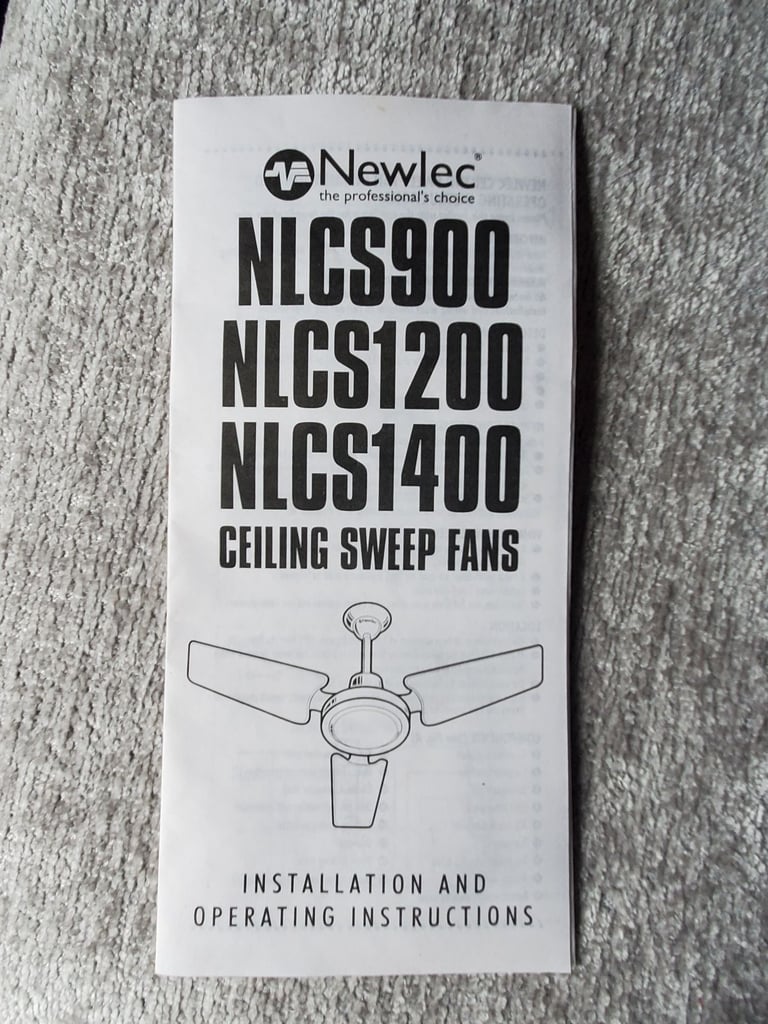 Newlec®
the professional's choice
NLCS900
NLCS1200
NLCS1400
CEILING SWEEP FANS
INSTALLATION AND
OPERATING INSTRUCTIONS